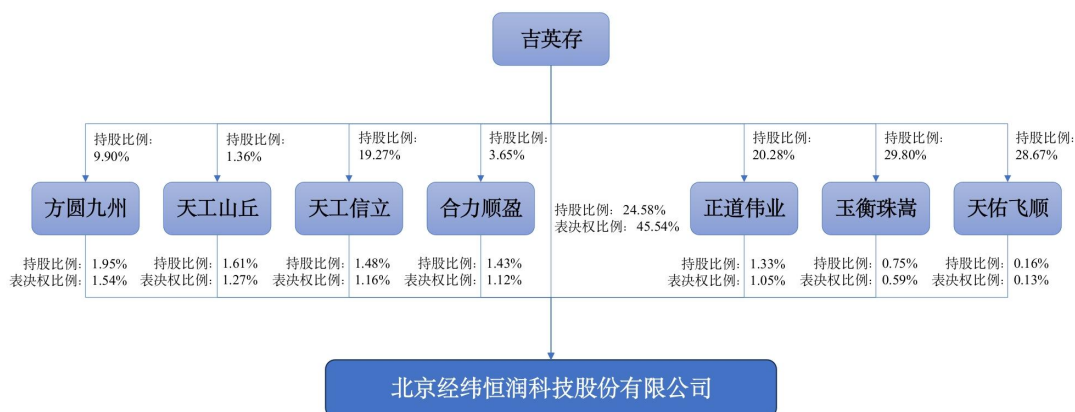 吉英存
持股比例：
9.90%
持股比例：
1.36%
持股比例：
19.27%
持股比例：
3.65%
持股比例：
20.28%
持股比例：
29.80%
持股比例：
28.67%
方圆九州
天工山丘
天工信立
合力顺盈
正道伟业
玉衡珠嵩
天佑飞顺
持股比例：24.58%
表决权比例：45.54%
持股比例：1.95%
表决权比例：1.54%
持股比例：1.61%
表决权比例：1.27%
持股比例：1.48%
表决权比例：1.16%
持股比例：1.43%
表决权比例：1.12%
持股比例：1.33%
表决权比例：1.05%
持股比例：0.75%
表决权比例：0.59%
持股比例：0.16%
表决权比例：0.13%
北京经纬恒润科技股份有限公司